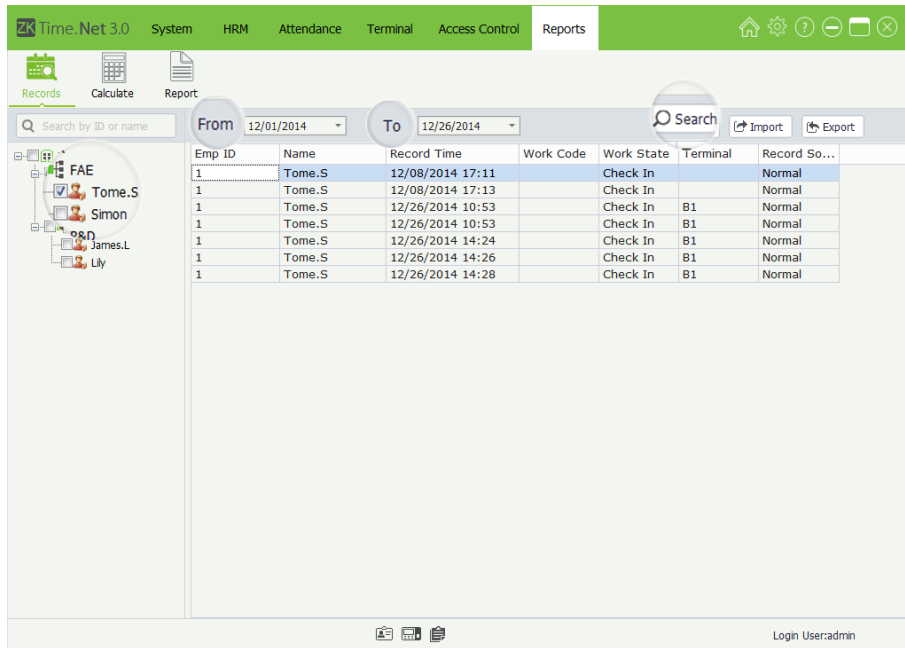 ZK Time.Net 3.0 System HRM Attendance Terminal Access Control Reports
Records Calculate Report
Search by ID or name From 12/01/2014 To 12/26/2014 Search Import Export
FAE
Tome.S
Simon
R&D
James.L
Lily
Emp ID Name Record Time Work Code Work State Terminal Record So...
1 Tome.S 12/08/2014 17:11 Check In Normal
1 Tome.S 12/08/2014 17:13 Check In Normal
1 Tome.S 12/26/2014 10:53 Check In B1 Normal
1 Tome.S 12/26/2014 10:53 Check In B1 Normal
1 Tome.S 12/26/2014 14:24 Check In B1 Normal
1 Tome.S 12/26/2014 14:26 Check In B1 Normal
1 Tome.S 12/26/2014 14:28 Check In B1 Normal
Login User:admin